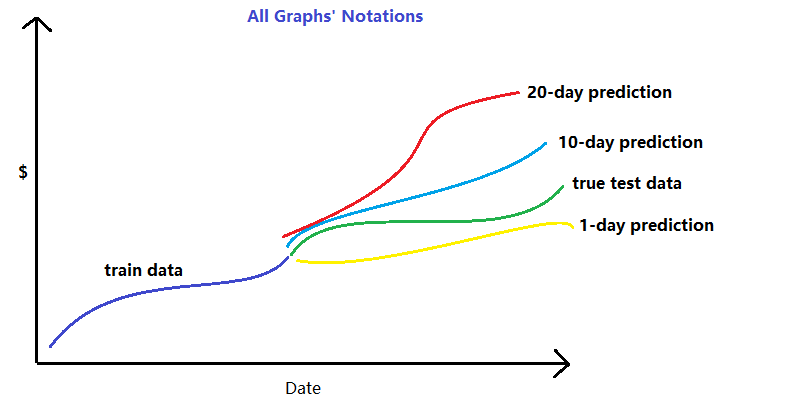 All Graphs' Notations
20-day prediction
10-day prediction
$
true test data
1-day prediction
train data
Date